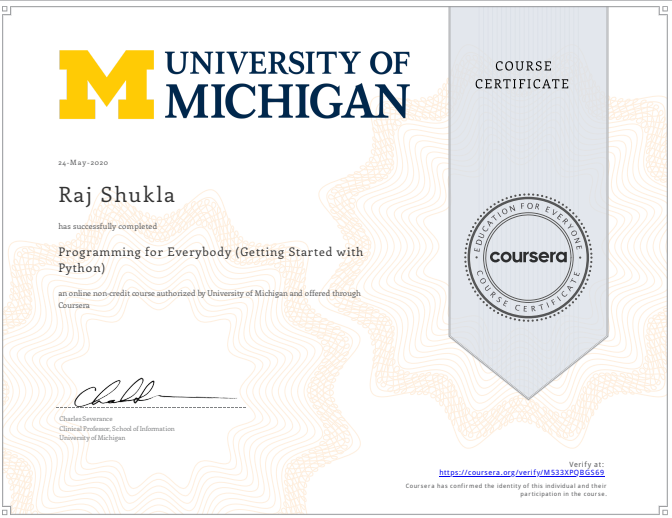 UNIVERSITY OF
MICHIGAN
COURSE
CERTIFICATE
24-May-2020
Raj Shukla
has successfully completed
Programming for Everybody (Getting Started with
Python)
an online non-credit course authorized by University of Michigan and offered through
Coursera
EDUCATION FOR EVERYONE
coursera
COURSE CERTIFICATE
Charles Severance
Clinical Professor, School of Information
University of Michigan
Verify at:
https://coursera.org/verify/M533XPQBGS69
Coursera has confirmed the identity of this individual and their
participation in the course.